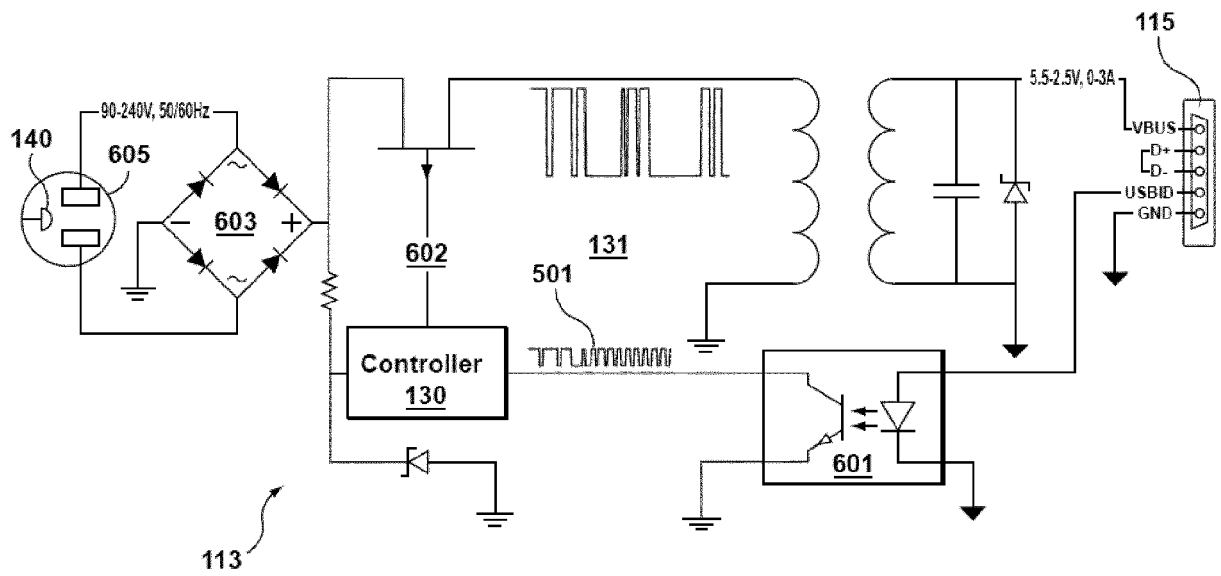 115
5.5-2.5V, 0-3A
90-240V, 50/60Hz
140
605
VBUS
D+
D-
USBID
GND
~
603
- +
~
602
131
501
Controller
130
601
113